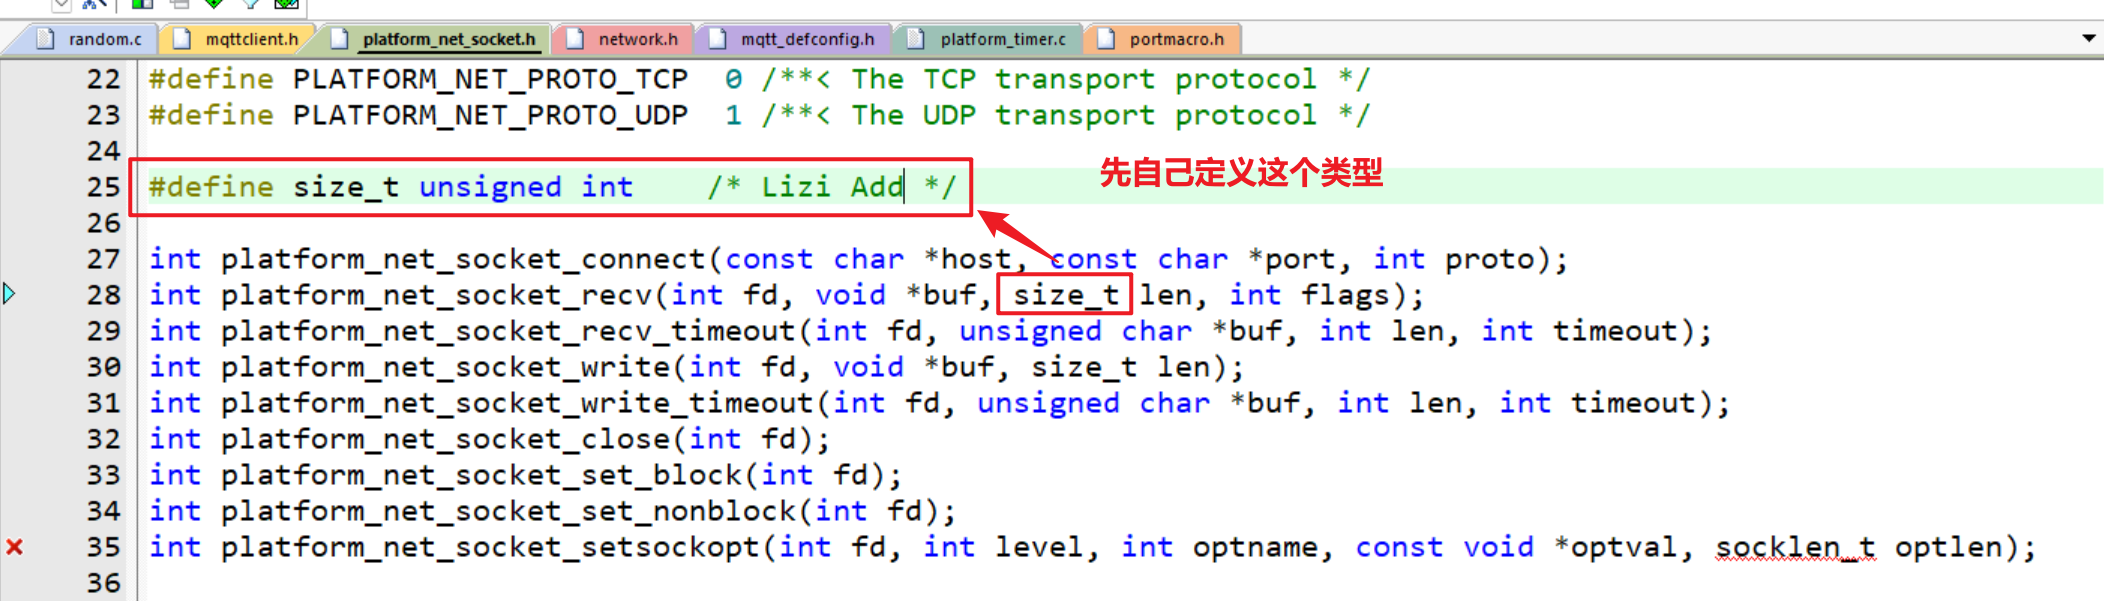 random.c mqttclient.h platform_net_socket.h network.h mqtt_defconfig.h platform_timer.c portmacro.h
22 #define PLATFORM_NET_PROTO_TCP  0 /**< The TCP transport protocol */
23 #define PLATFORM_NET_PROTO_UDP  1 /**< The UDP transport protocol */
24
25 #define size_t unsigned int    /* Lizi Add */
先自己定义这个类型
26
27 int platform_net_socket_connect(const char *host, const char *port, int proto);
28 int platform_net_socket_recv(int fd, void *buf, size_t len, int flags);
29 int platform_net_socket_recv_timeout(int fd, unsigned char *buf, int len, int timeout);
30 int platform_net_socket_write(int fd, void *buf, size_t len);
31 int platform_net_socket_write_timeout(int fd, unsigned char *buf, int len, int timeout);
32 int platform_net_socket_close(int fd);
33 int platform_net_socket_set_block(int fd);
34 int platform_net_socket_set_nonblock(int fd);
35 int platform_net_socket_setsockopt(int fd, int level, int optname, const void *optval, socklen_t optlen);
36